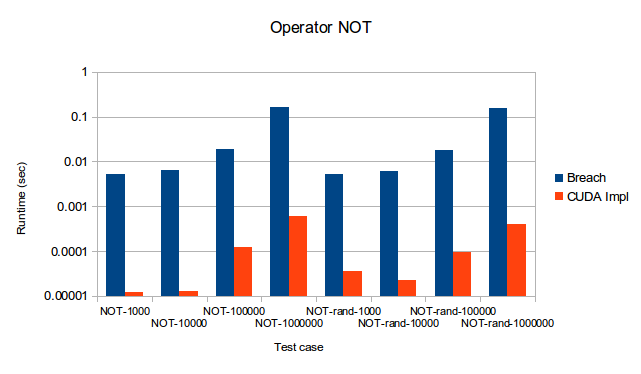 Operator NOT
1
0.1
0.01
0.001
0.0001
0.00001
Runtime (sec)
NOT-1000
NOT-10000
NOT-100000
NOT-1000000
NOT-rand-1000
NOT-rand-10000
NOT-rand-100000
NOT-rand-1000000
Test case
Breach
CUDA Impl